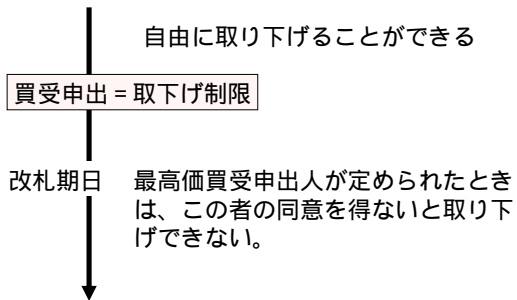 自由に取り下げることができる
買受申出 = 取下げ制限
改札期日
最高価買受申出人が定められたとき
は、この者の同意を得ないと取り下
げできない。